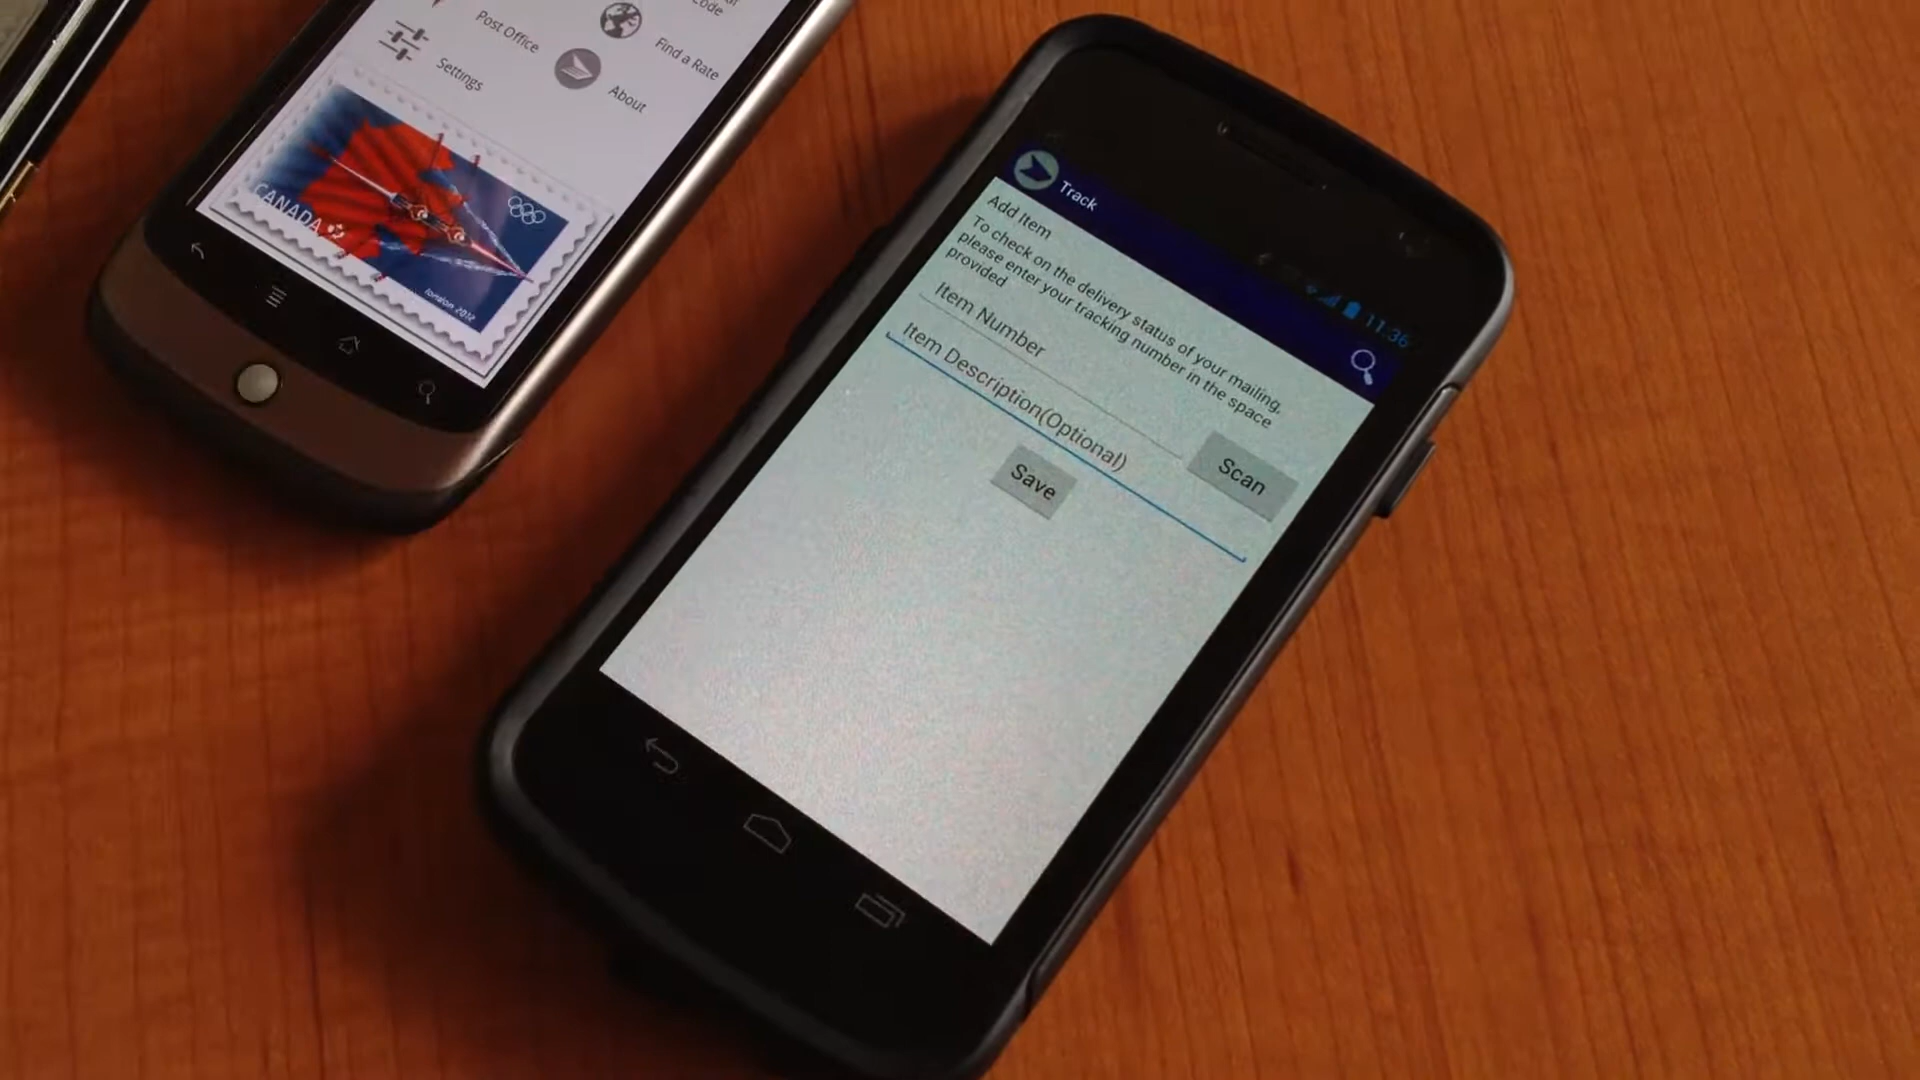 Code
Post Office
Find a Rate
Settings
About
CANADA
london 2012
11:36
Track
Add Item
To check on the delivery status of your mailing,
please enter your tracking number in the space
provided
Item Number
Scan
Item Description(Optional)
Save